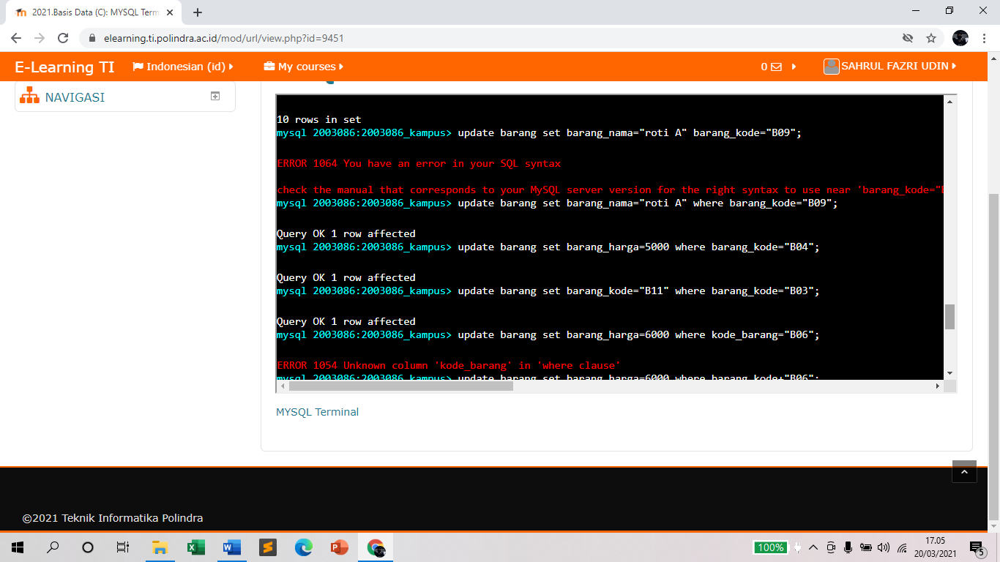 2021.Basis Data (C): MYSQL Term
elearning.ti.polindra.ac.id/mod/url/view.php?id=9451
E-Learning TI
Indonesian (id)
My courses
0
SAHRUL FAZRI UDIN
NAVIGASI
10 rows in set
mysql 2003086:2003086_kampus> update barang set barang_nama="roti A" barang_kode="B09";
ERROR 1064 You have an error in your SQL syntax
check the manual that corresponds to your MySQL server version for the right syntax to use near 'barang_kode="
mysql 2003086:2003086_kampus> update barang set barang_nama="roti A" where barang_kode="B09";
Query OK 1 row affected
mysql 2003086:2003086_kampus> update barang set barang_harga=5000 where barang_kode="B04";
Query OK 1 row affected
mysql 2003086:2003086_kampus> update barang set barang_kode="B11" where barang_kode="B03";
Query OK 1 row affected
mysql 2003086:2003086_kampus> update barang set barang_harga=6000 where kode_barang="B06";
ERROR 1054 Unknown column 'kode_barang' in 'where clause'
mysql 2003086:2003086_kampus> update barang set barang_harga=6000 where barang_kode+"B06";
MYSQL Terminal
©2021 Teknik Informatika Polindra
100%
17.05
20/03/2021
5